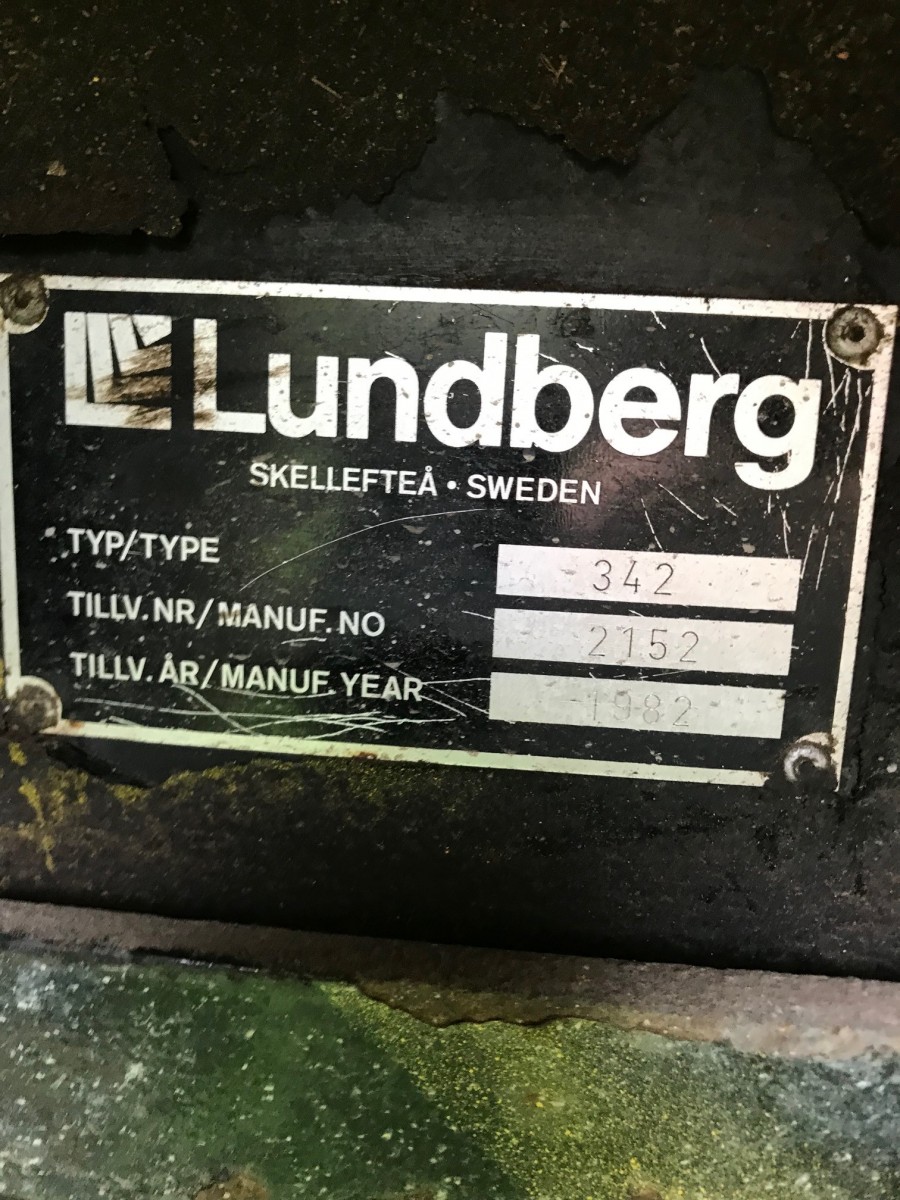 Lundberg
SKELLEFTEÅ · SWEDEN
TYP/TYPE 342
TILLV.NR/MANUF.NO 2152
TILLV.ÅR/MANUF.YEAR 1982